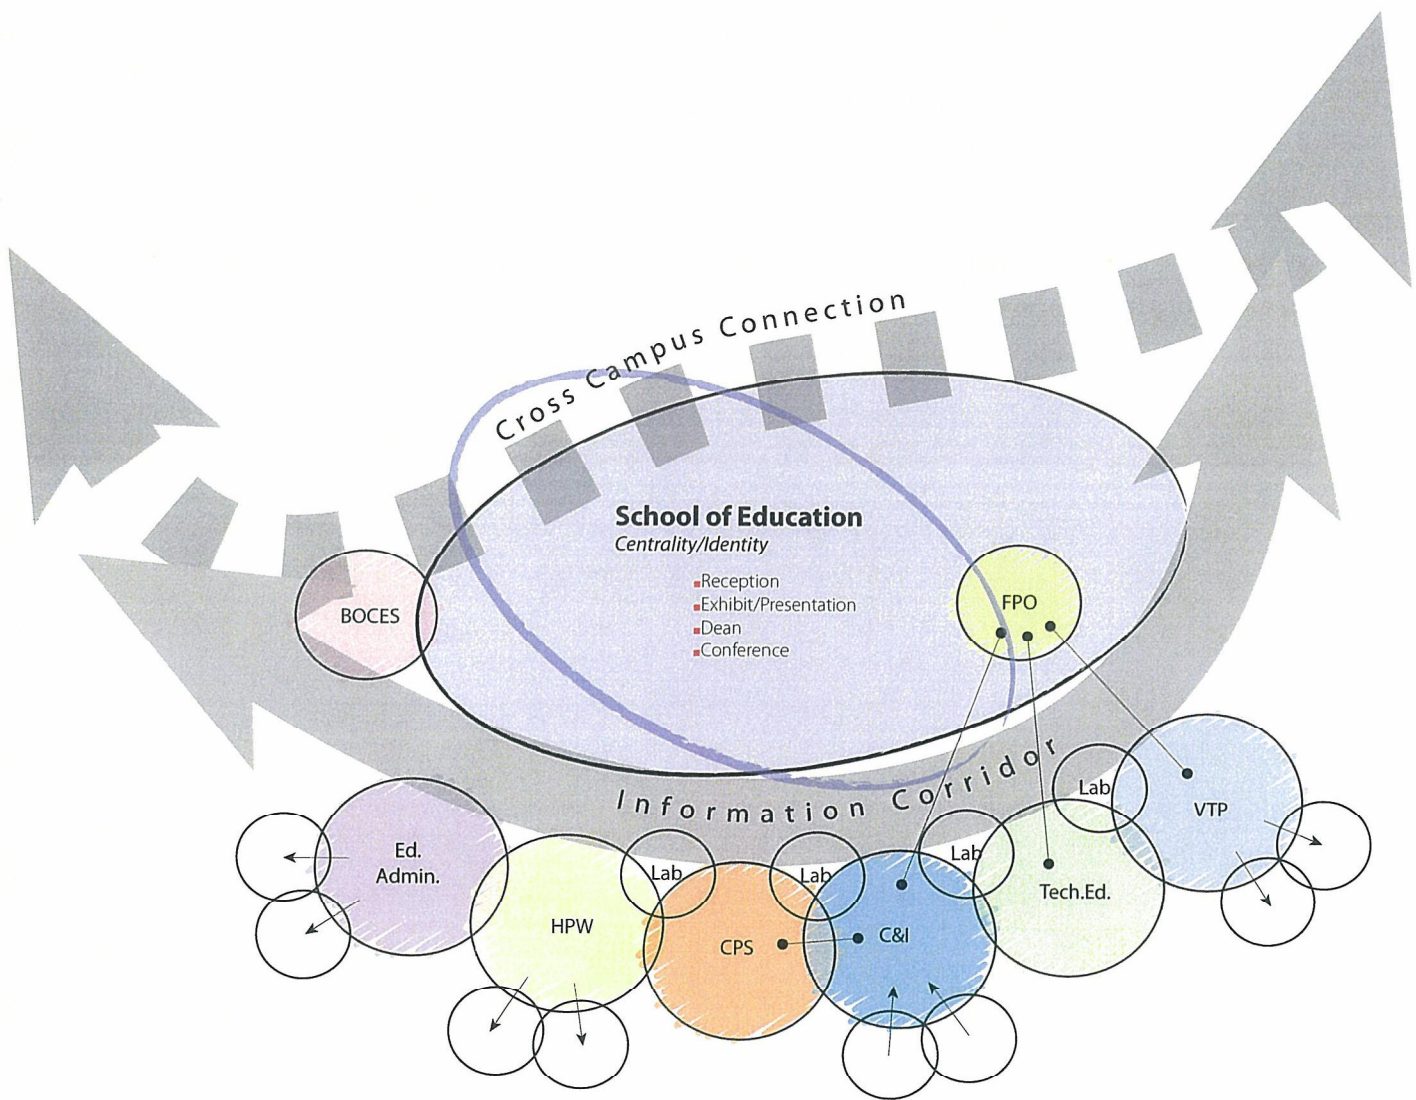 Cross Campus Connection
School of Education
Centrality/Identity
Reception
Exhibit/Presentation
Dean
Conference
BOCES
FPO
Information Corridor
Lab
VTP
Ed.
Admin.
Lab
Lab
Lab
Tech.Ed.
HPW
CPS
C&I